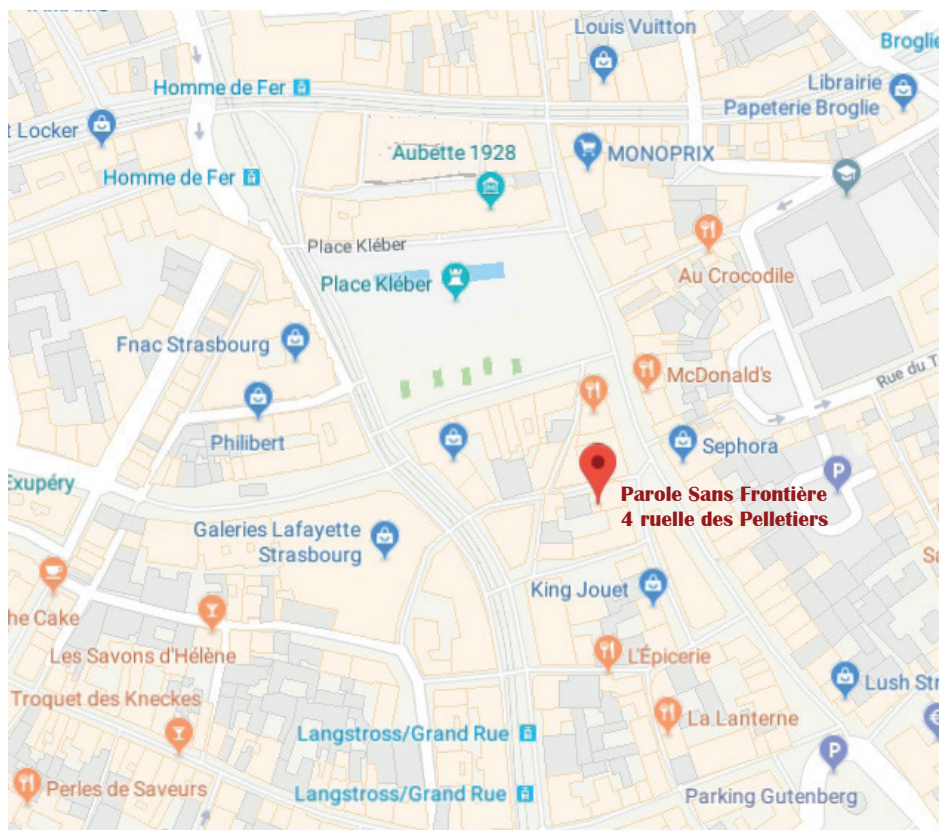 Louis Vuitton
Broglie
Homme de Fer
Librairie
Papeterie Broglie
t Locker
Aubette 1928
MONOPRIX
Homme de Fer
Place Kléber
Au Crocodile
Place Kléber
Fnac Strasbourg
McDonald's
Rue du T
Philibert
Sephora
P
Exupéry
Parole Sans Frontière
4 ruelle des Pelletiers
Galeries Lafayette
Strasbourg
Sa
King Jouet
he Cake
Les Savons d'Hélène
L'Épicerie
Lush Str
Troquet des Kneckes
La Lanterne
Langstross/Grand Rue
P
Perles de Saveurs
Langstross/Grand Rue
Parking Gutenberg